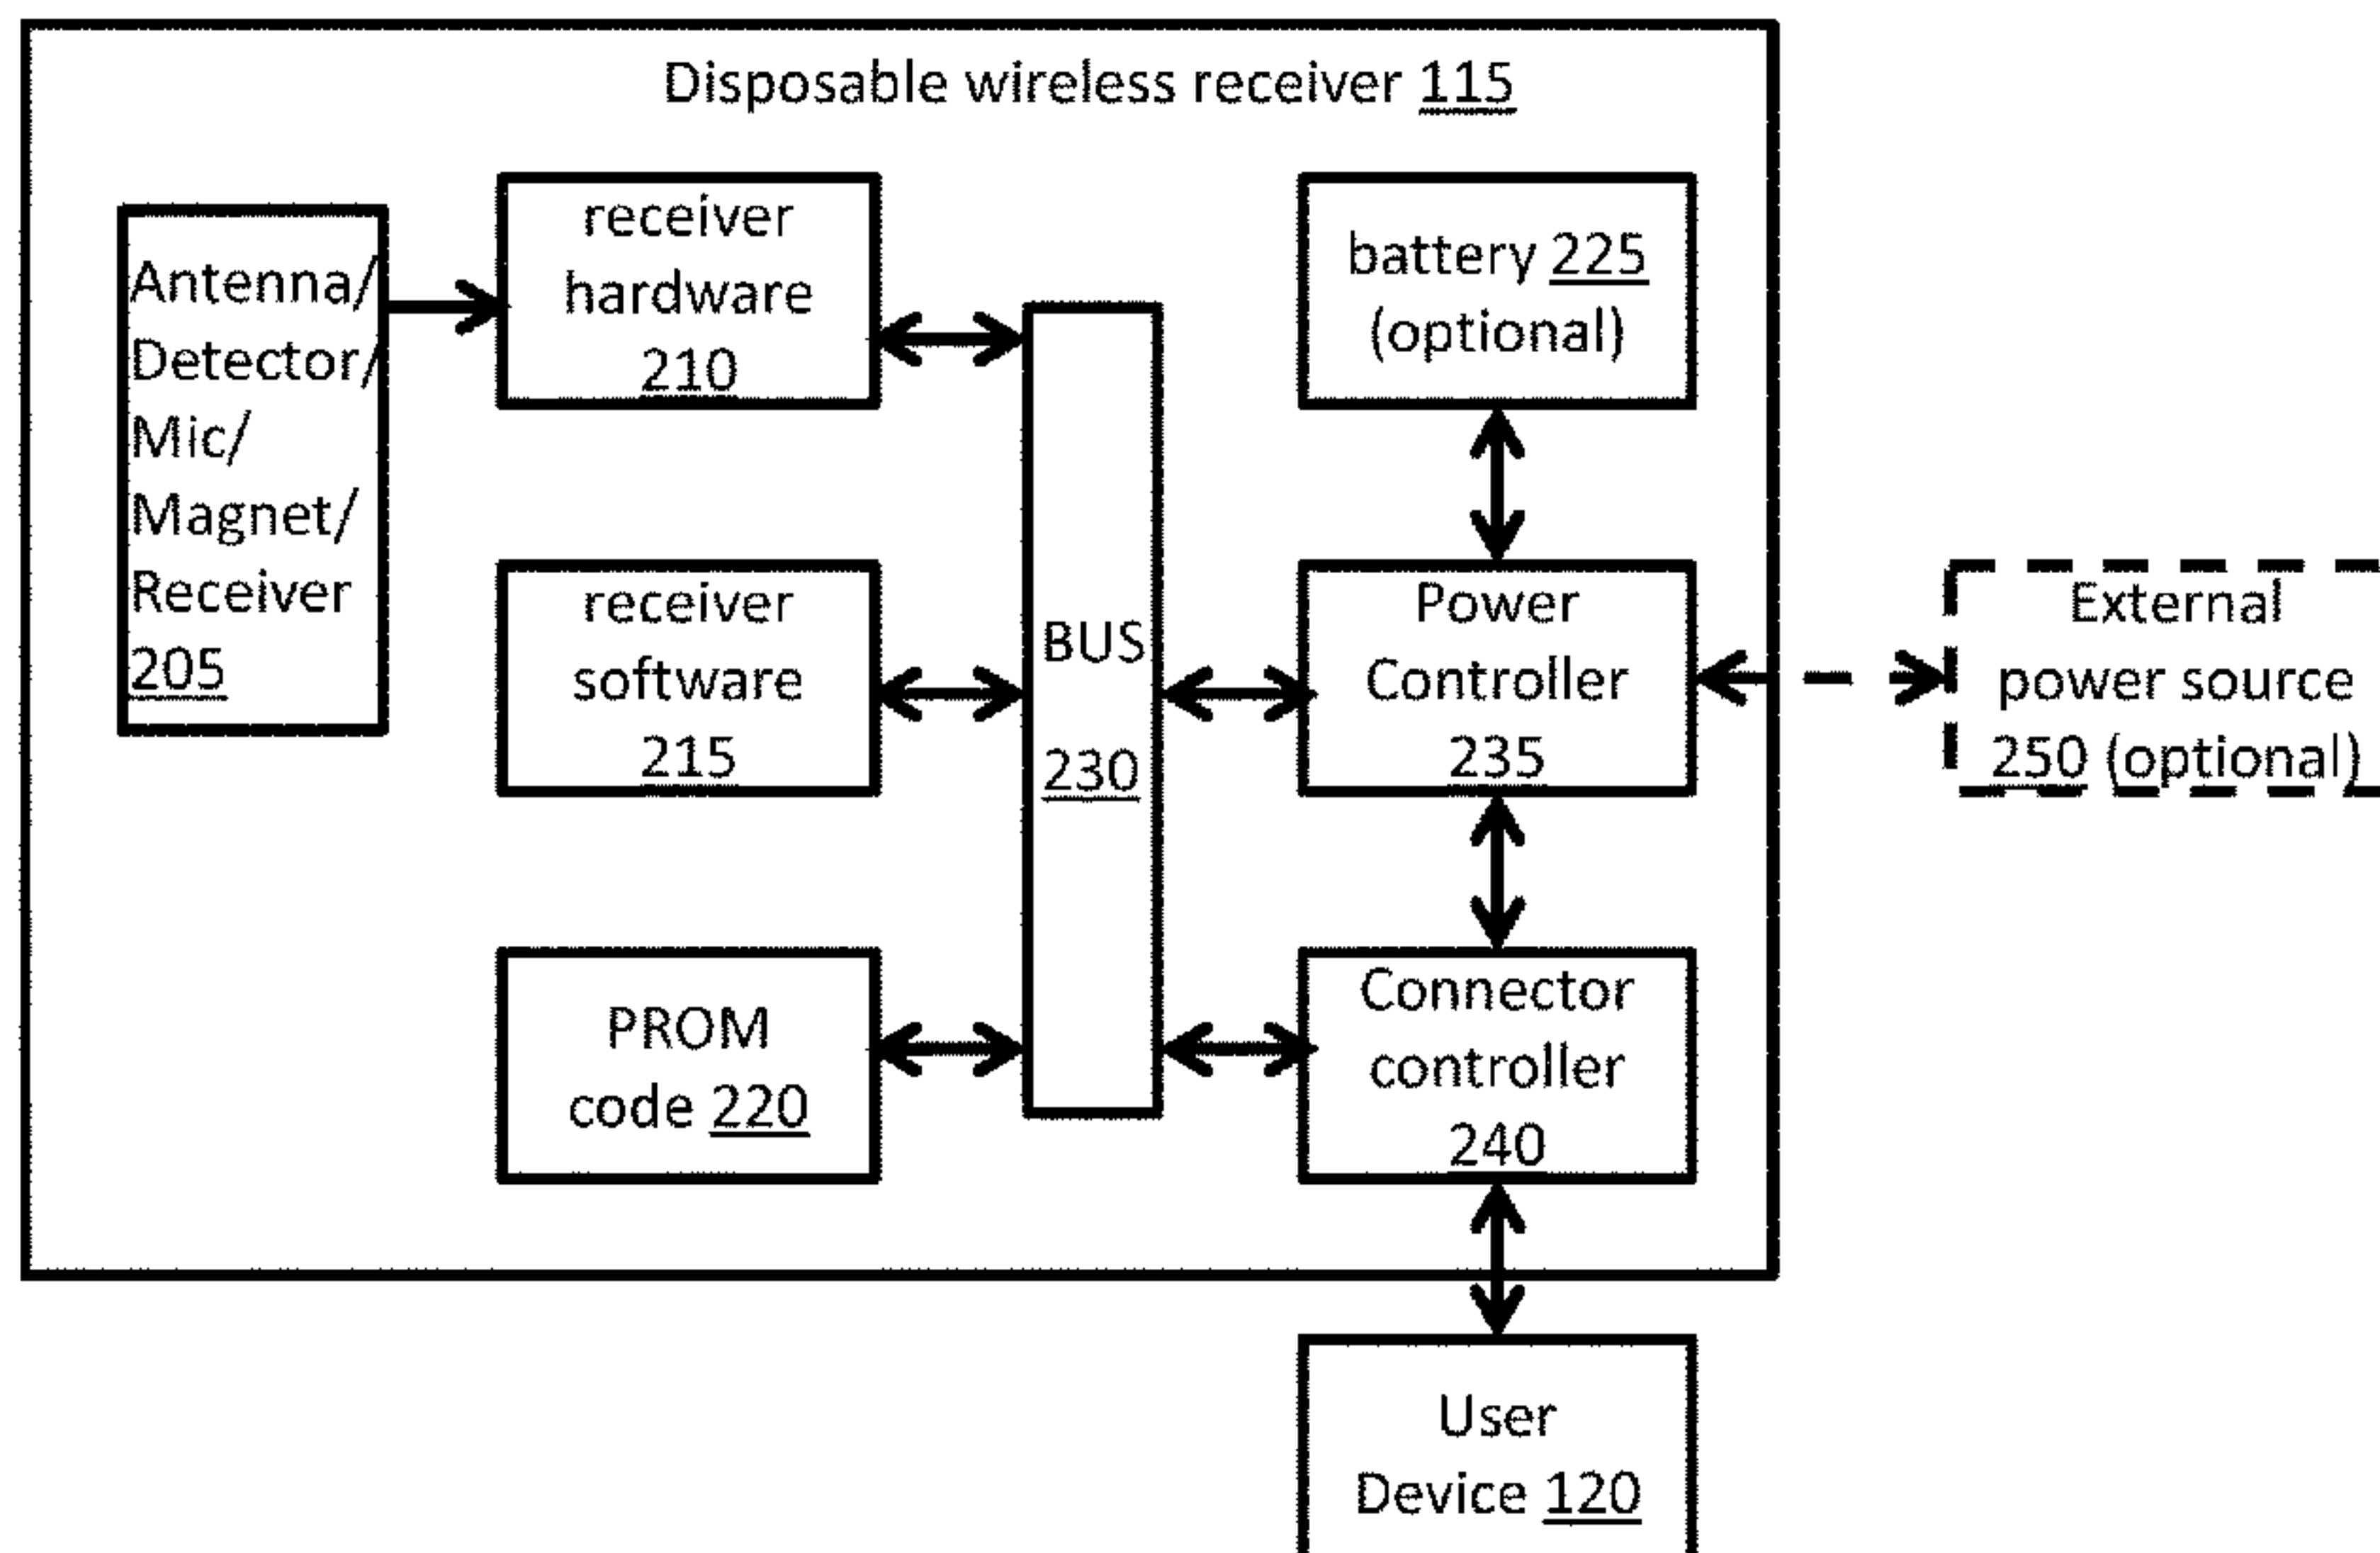 Disposable wireless receiver 115
Antenna/
Detector/
Mic/
Magnet/
Receiver
205
receiver
hardware
210
receiver
software
215
PROM
code 220
BUS
230
battery 225
(optional)
Power
Controller
235
Connector
controller
240
External
power source
250 (optional)
User
Device 120